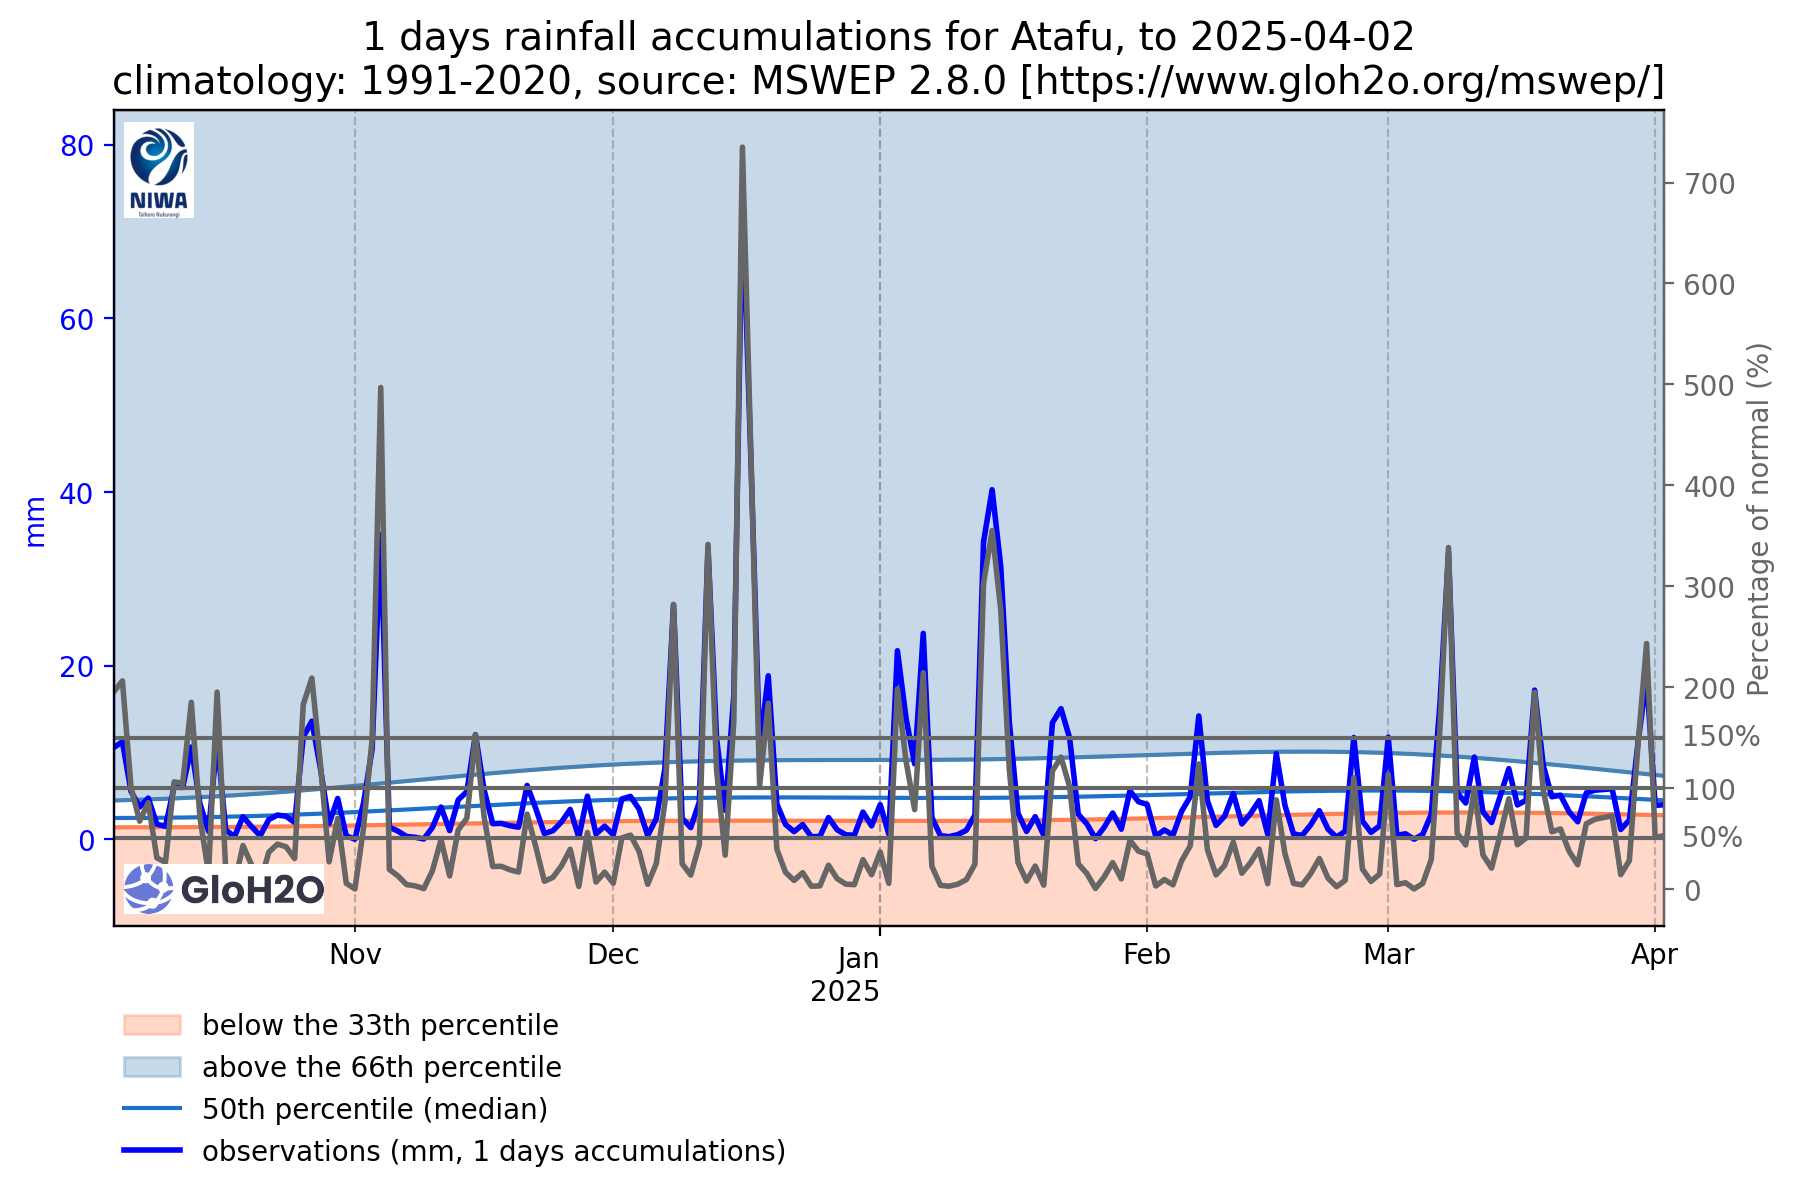 1 days rainfall accumulations for Atafu, to 2025-04-02
climatology: 1991-2020, source: MSWEP 2.8.0 [https://www.gloh2o.org/mswep/]
80
60
40
20
0
mm
NIWA
Taihoro Nukurangi
GloH2O
700
600
500
400
300
200
150%
100
50%
0
Percentage of normal (%)
Nov
Dec
Jan
2025
Feb
Mar
Apr
below the 33th percentile
above the 66th percentile
50th percentile (median)
observations (mm, 1 days accumulations)